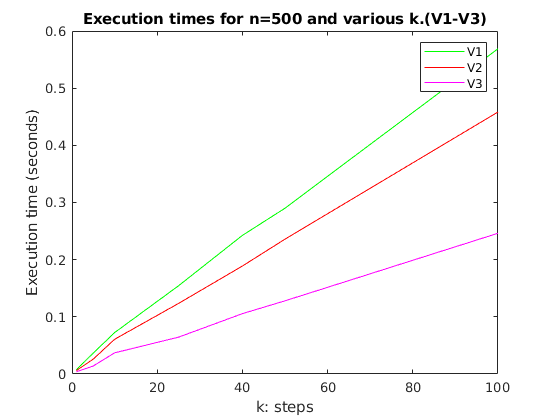 Execution times for n=500 and various k.(V1-V3)
V1
V2
V3
0.6
0.5
0.4
0.3
0.2
0.1
0
Execution time (seconds)
0 20 40 60 80 100
k: steps